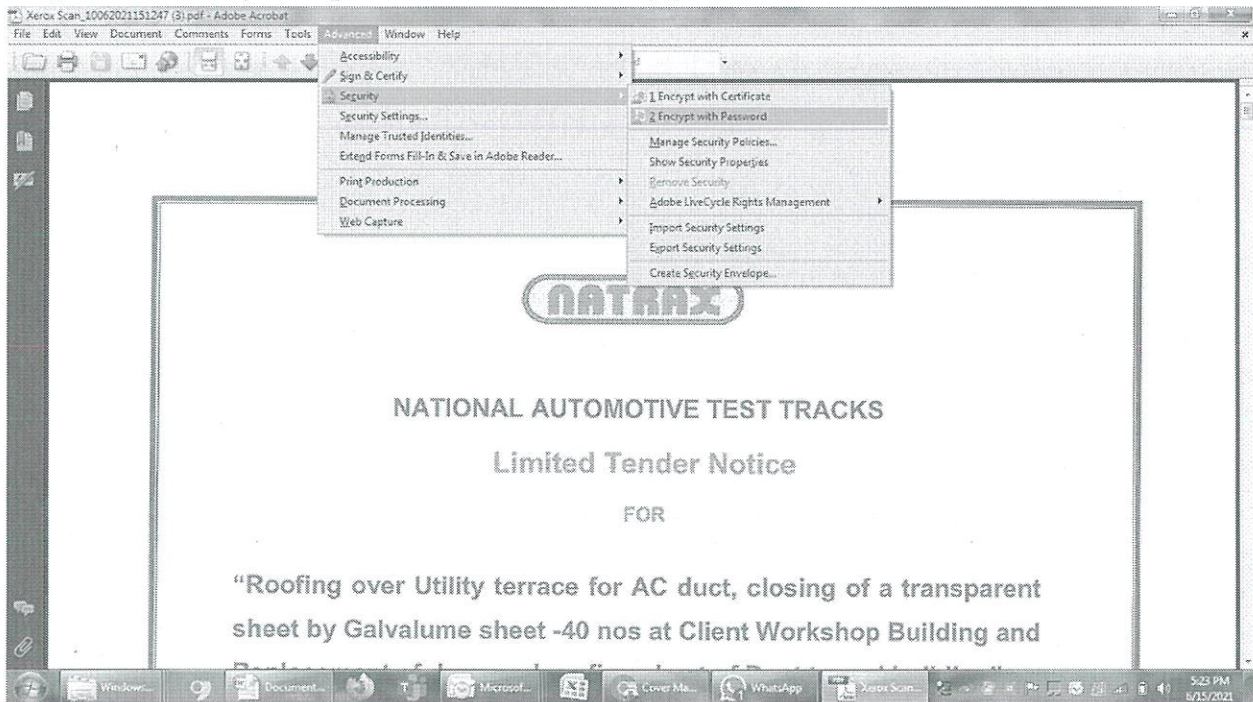 Xerox Scan_10062021151247 (3).pdf - Adobe Acrobat
File Edit View Document Comments Forms Tools Advanced Window Help
Accessibility
Sign & Certify
Security
Security Settings...
Manage Trusted Identities...
Extend Forms Fill-In & Save in Adobe Reader...
Print Production
Document Processing
Web Capture
1 Encrypt with Certificate
2 Encrypt with Password
Manage Security Policies...
Show Security Properties
Remove Security
Adobe LiveCycle Rights Management
Import Security Settings
Export Security Settings
Create Security Envelope...
NATRAX
NATIONAL AUTOMOTIVE TEST TRACKS
Limited Tender Notice
FOR
“Roofing over Utility terrace for AC duct, closing of a transparent
sheet by Galvalume sheet -40 nos at Client Workshop Building and
Windows... Document... Microsof... Cover Ma... WhatsApp Xerox Scan... 5:23 PM
6/15/2021